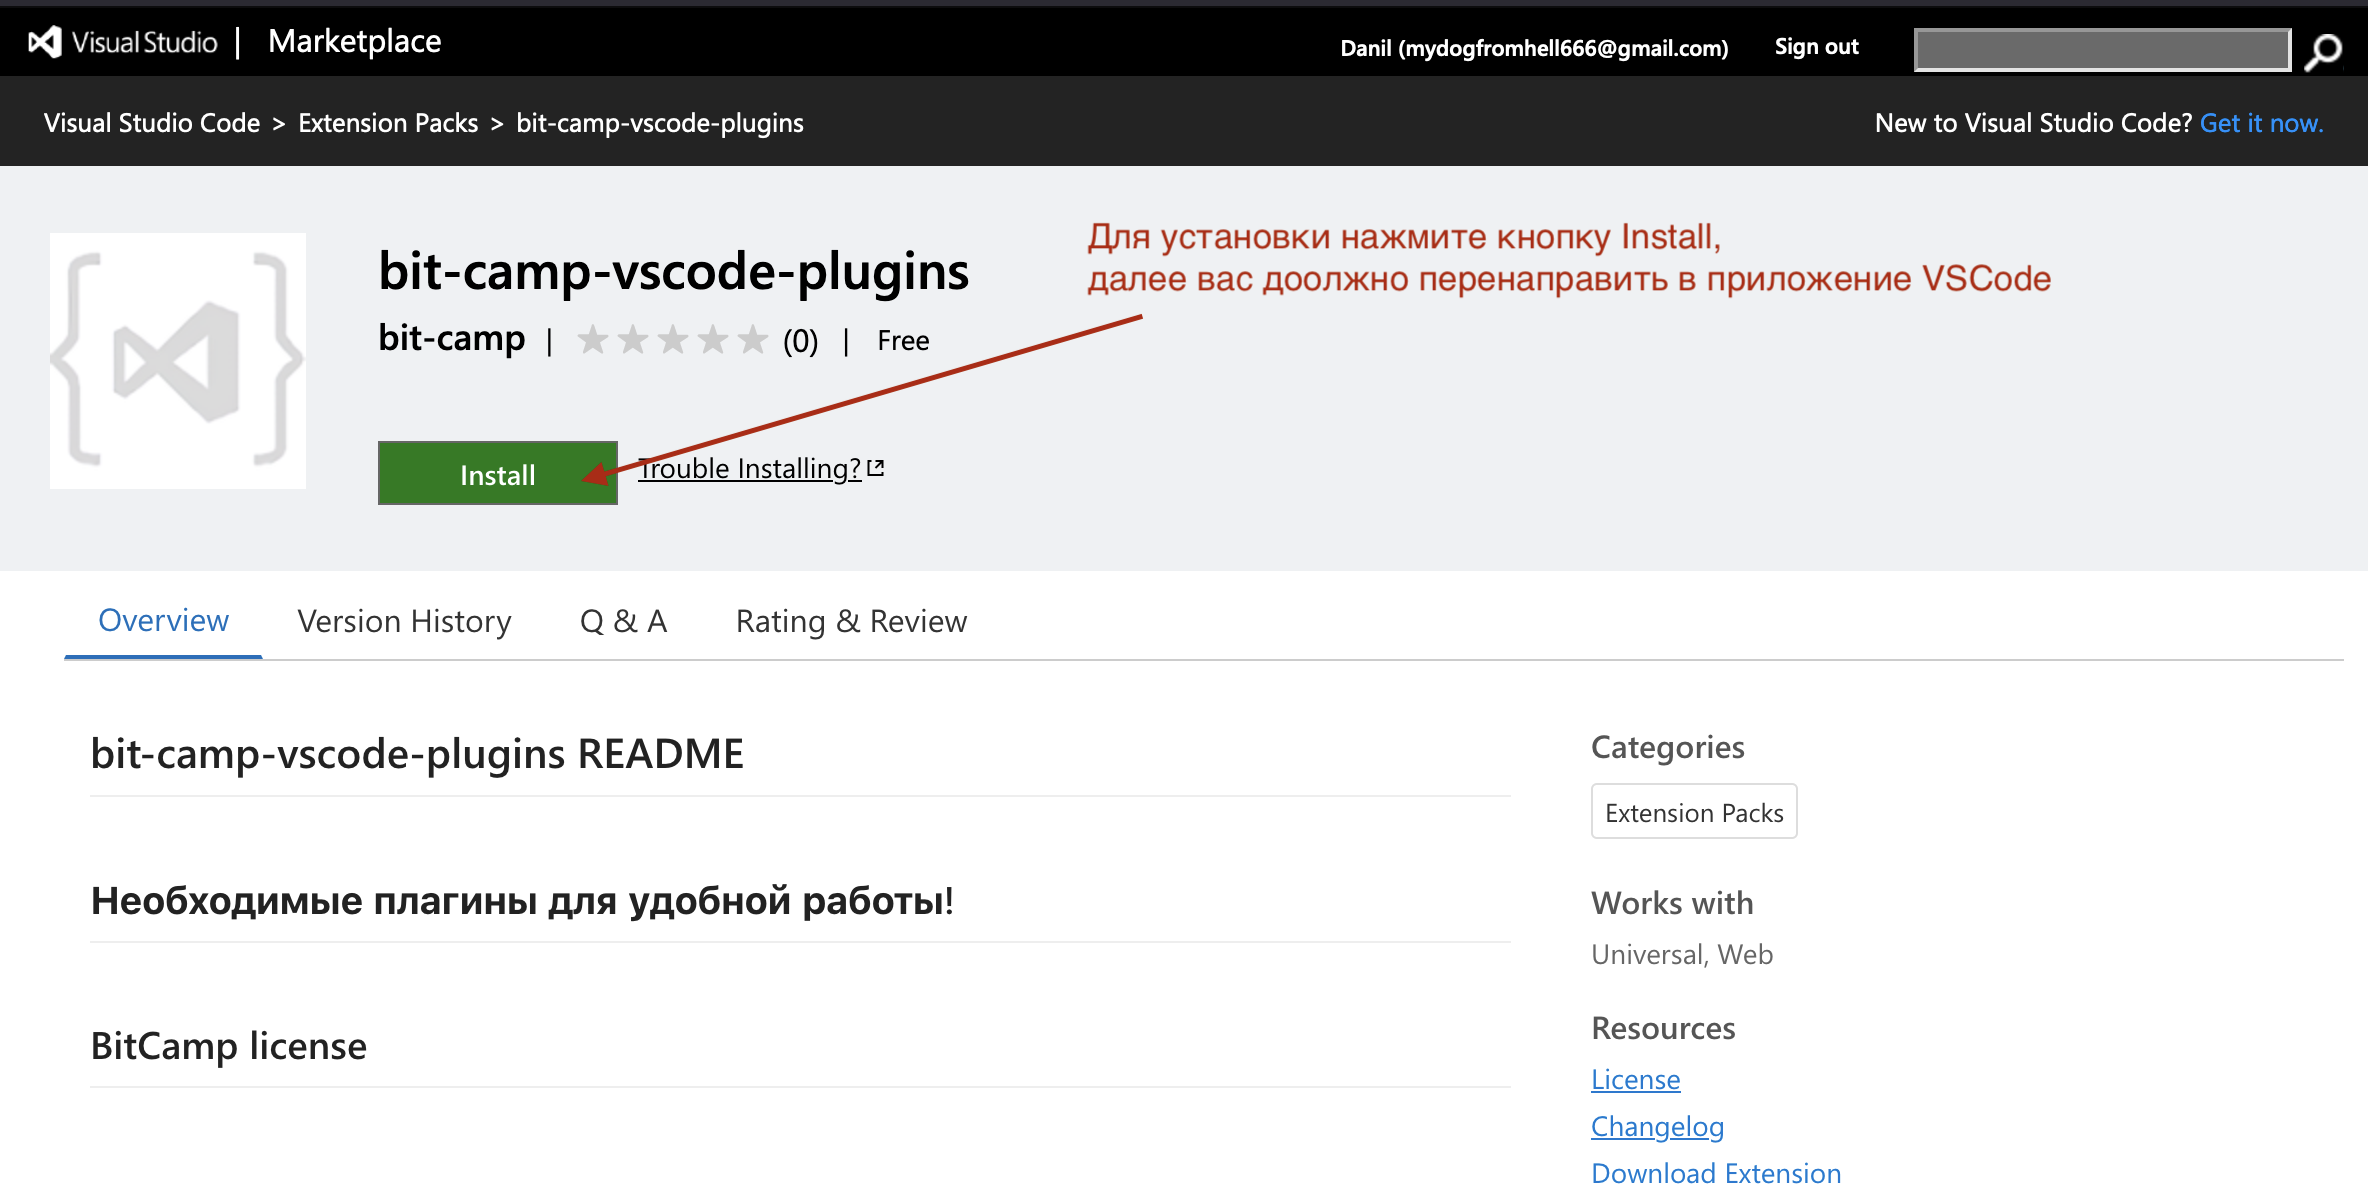 Visual Studio | Marketplace
Danil (mydogfromhell666@gmail.com) Sign out
Visual Studio Code > Extension Packs > bit-camp-vscode-plugins
New to Visual Studio Code? Get it now.
Для установки нажмите кнопку Install,
далее вас доолжно перенаправить в приложение VSCode
bit-camp-vscode-plugins
bit-camp | (0) | Free
Install
Trouble Installing?
Overview Version History Q & A Rating & Review
bit-camp-vscode-plugins README
Необходимые плагины для удобной работы!
BitCamp license
Categories
Extension Packs
Works with
Universal, Web
Resources
License
Changelog
Download Extension